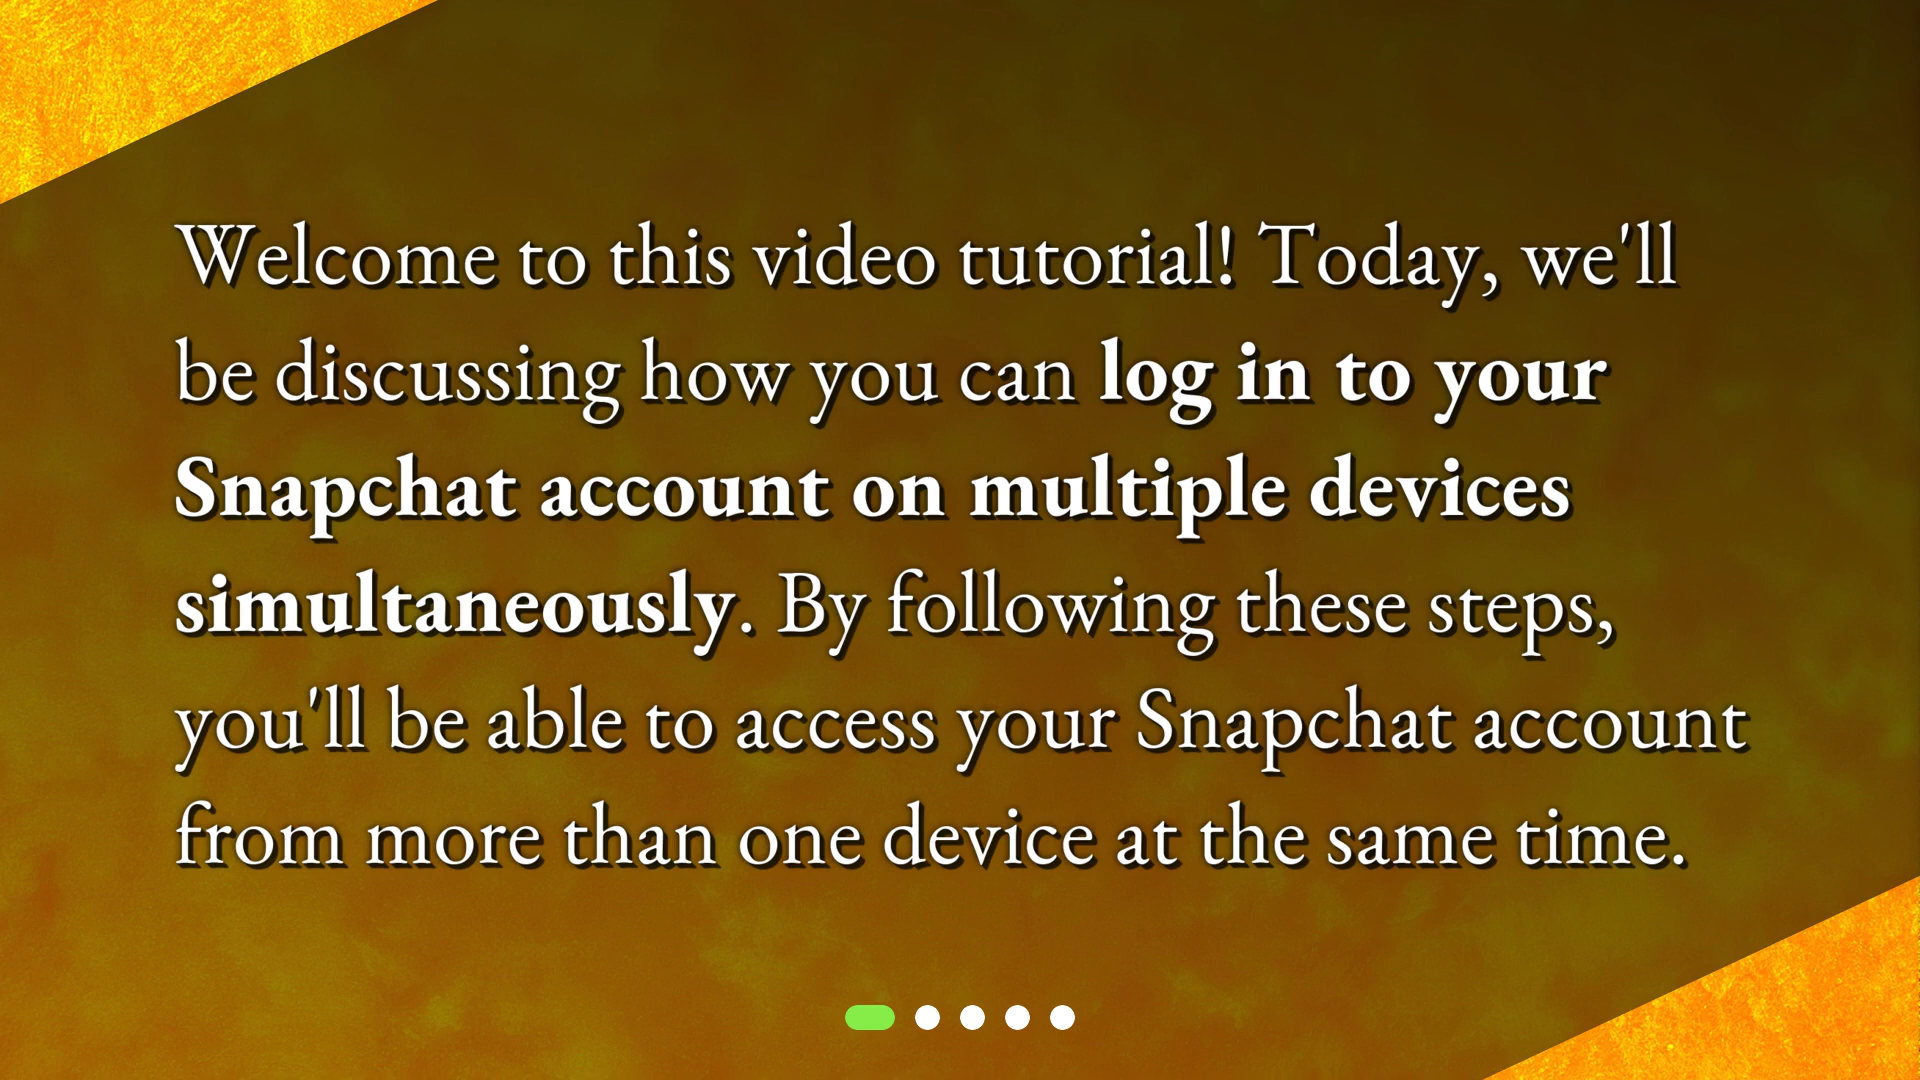 Welcome to this video tutorial! Today, we'll
be discussing how you can log in to your
Snapchat account on multiple devices
simultaneously. By following these steps,
you'll be able to access your Snapchat account
from more than one device at the same time.